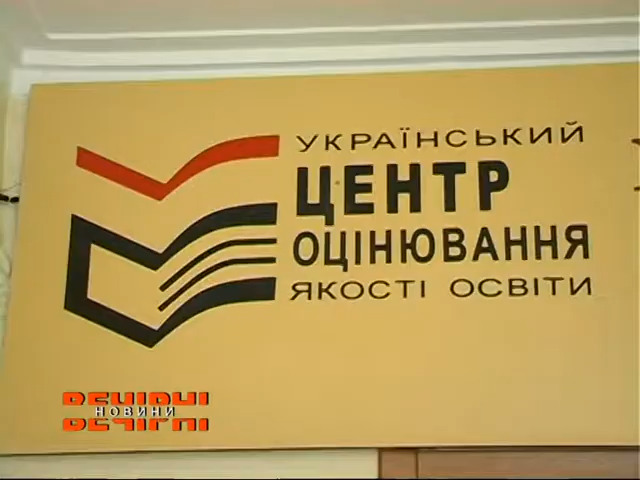 УКРАЇНСЬКИЙ
ЦЕНТР
ОЦІНЮВАННЯ
ЯКОСТІ ОСВІТИ
ВЕЧІРНІ
НОВИНИ